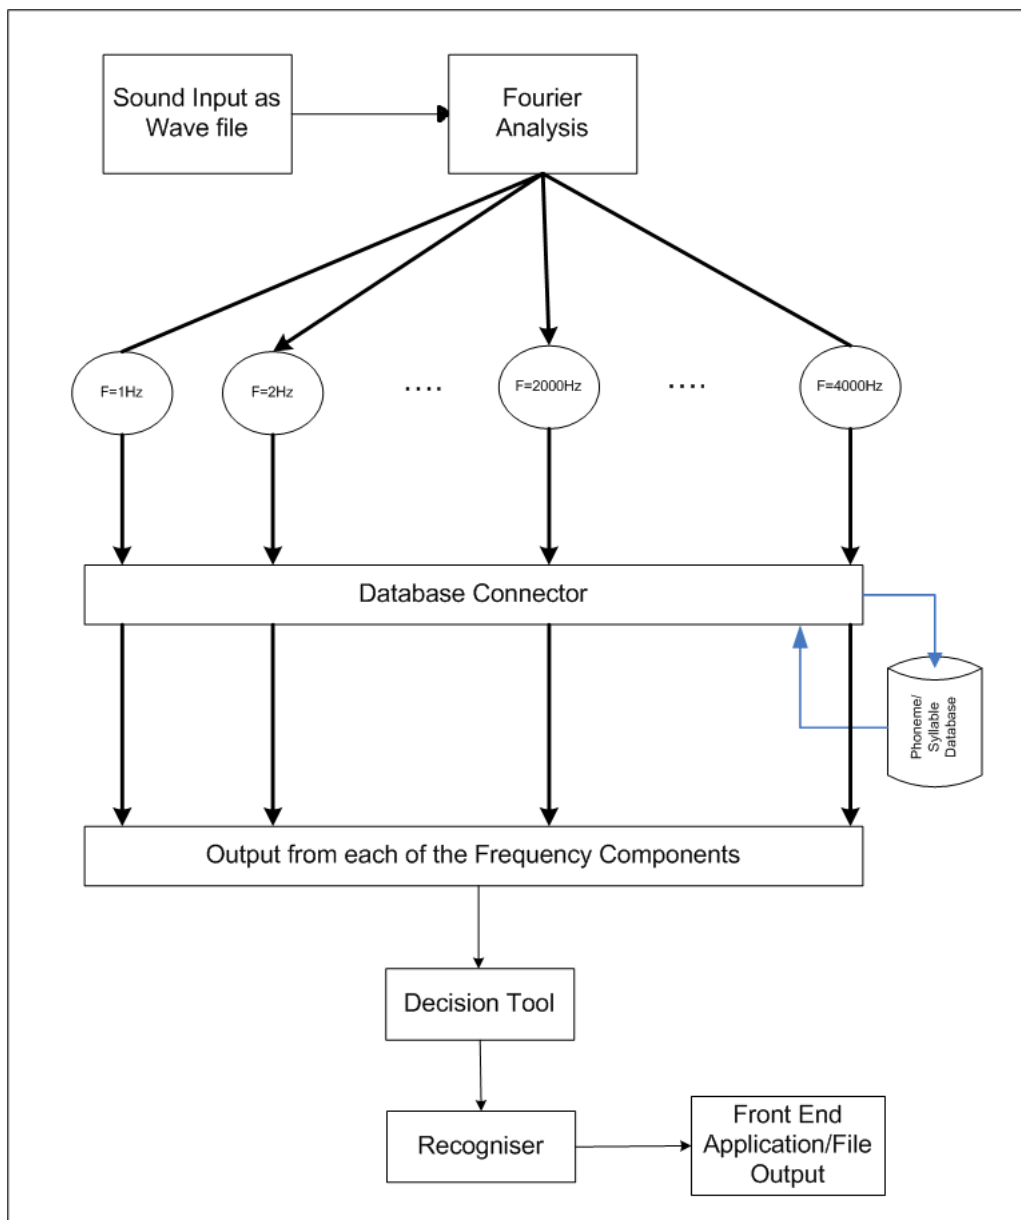 Sound Input as
Wave file
Fourier
Analysis
F=1Hz
F=2Hz
....
F=2000Hz
....
F=4000Hz
Database Connector
Phoneme/
Syllable
Database
Output from each of the Frequency Components
Decision Tool
Recogniser
Front End
Application/File
Output